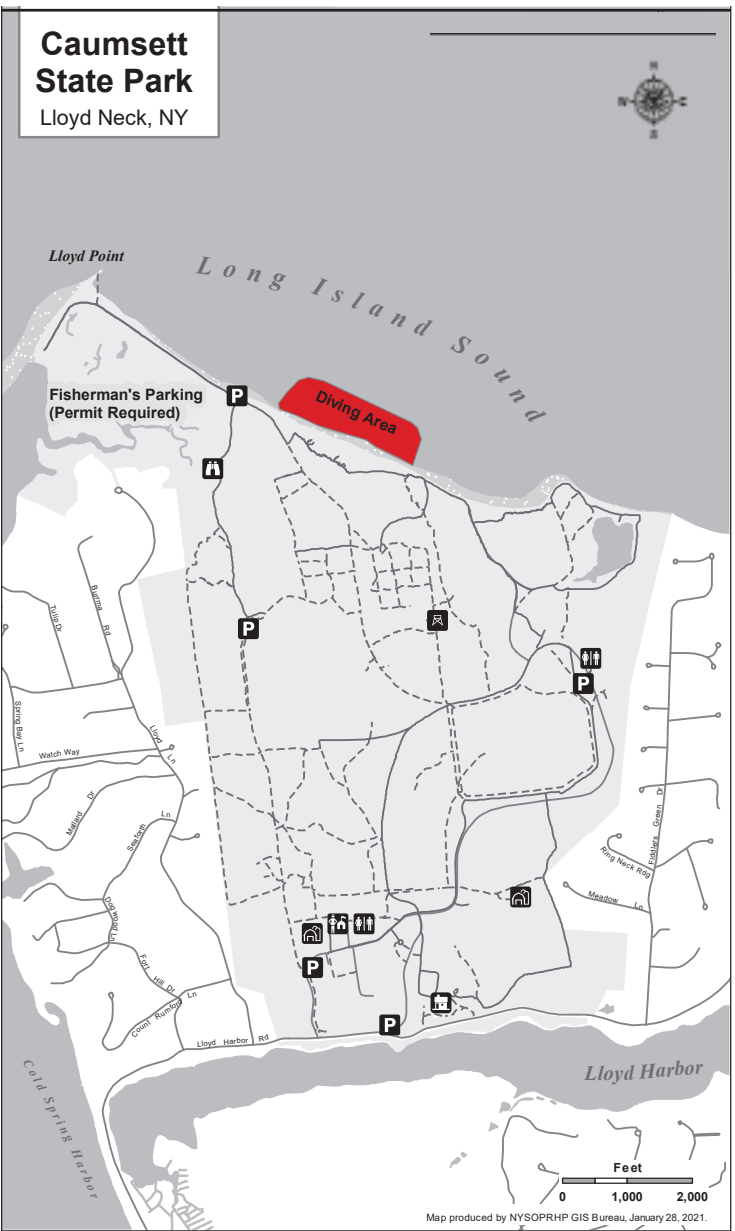 Caumsett
State Park
Lloyd Neck, NY
N
W
E
S
Lloyd Point
Long Island Sound
Fisherman's Parking
(Permit Required)
P
Diving Area
P
P
P
P
Tulip Dr
Burma Rd
Spring Bay Ln
Lloyd Ln
Watch Way
Mallard Dr
Seaforth Ln
Dogwood Ln
Fort Hill Dr
Count Rumford Ln
Lloyd Harbor Rd
Fiddlers Green Dr
Ring Neck Rdg
Meadow Ln
Cold Spring Harbor
Lloyd Harbor
Feet
0 1,000 2,000
Map produced by NYSOPRHP GIS Bureau, January 28, 2021.